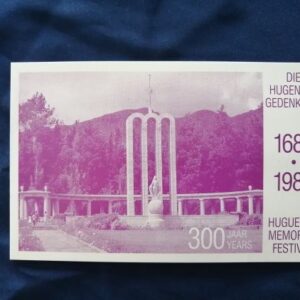 DIE
HUGEN
GEDENK
168
•
198
HUGUE
MEMOR
FESTIV
300 JAAR
YEARS